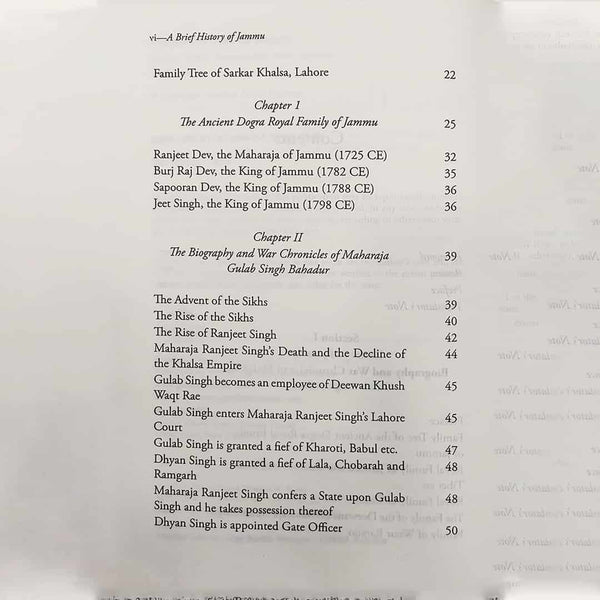 vi—A Brief History of Jammu
Family Tree of Sarkar Khalsa, Lahore 22
Chapter I
The Ancient Dogra Royal Family of Jammu 25
Ranjeet Dev, the Maharaja of Jammu (1725 CE) 32
Burj Raj Dev, the King of Jammu (1782 CE) 35
Sapooran Dev, the King of Jammu (1788 CE) 36
Jeet Singh, the King of Jammu (1798 CE) 36
Chapter II
The Biography and War Chronicles of Maharaja 39
Gulab Singh Bahadur
The Advent of the Sikhs 39
The Rise of the Sikhs 40
The Rise of Ranjeet Singh 42
Maharaja Ranjeet Singh's Death and the Decline of 44
the Khalsa Empire
Gulab Singh becomes an employee of Deewan Khush 45
Waqt Rae
Gulab Singh enters Maharaja Ranjeet Singh's Lahore 45
Court
Gulab Singh is granted a fief of Kharoti, Babul etc. 47
Dhyan Singh is granted a fief of Lala, Chobarah and 48
Ramgarh
Maharaja Ranjeet Singh confers a State upon Gulab 48
Singh and he takes possession thereof
Dhyan Singh is appointed Gate Officer 50